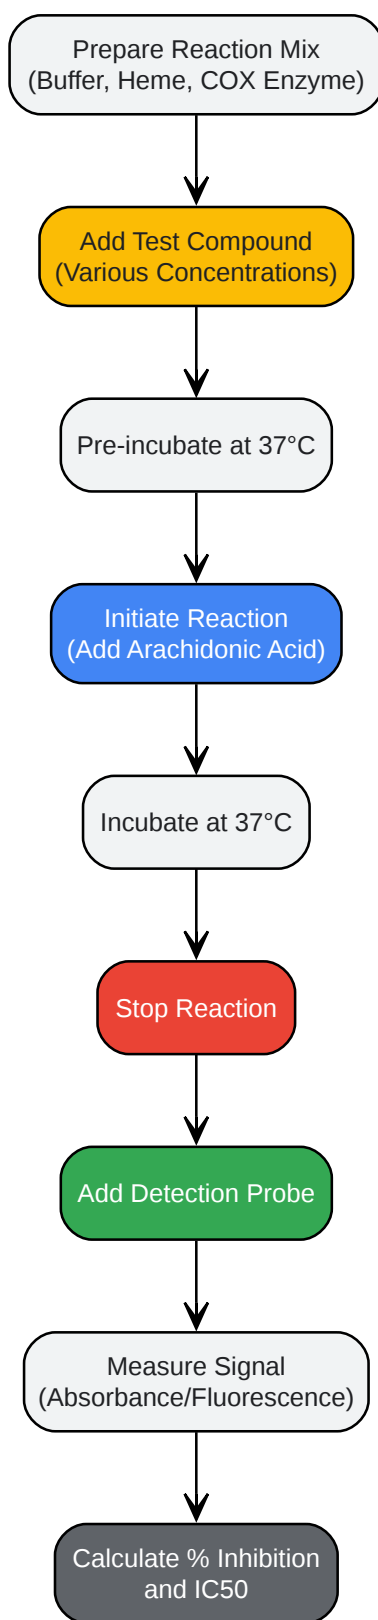 Prepare Reaction Mix
(Buffer, Heme, COX Enzyme)
Add Test Compound
(Various Concentrations)
Pre-incubate at 37°C
Initiate Reaction
(Add Arachidonic Acid)
Incubate at 37°C
Stop Reaction
Add Detection Probe
Measure Signal
(Absorbance/Fluorescence)
Calculate % Inhibition
and IC50